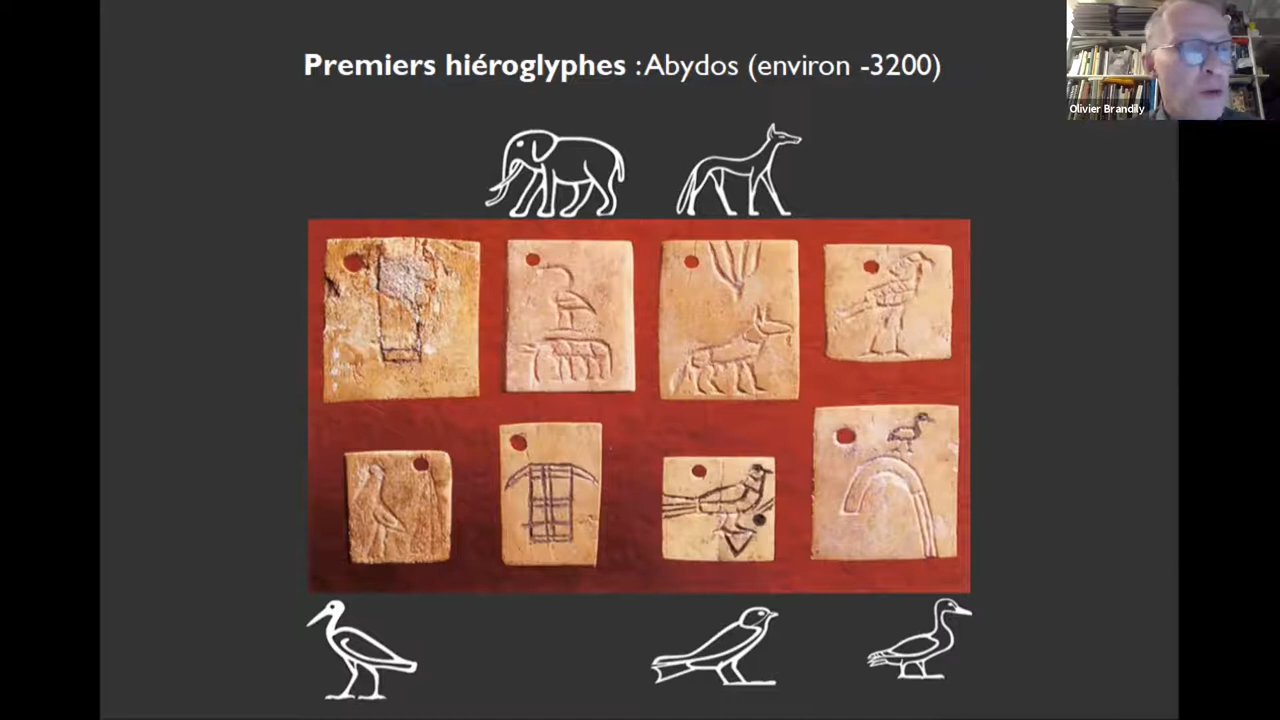 Premiers hiéroglyphes : Abydos (environ -3200)
Olivier Brandily